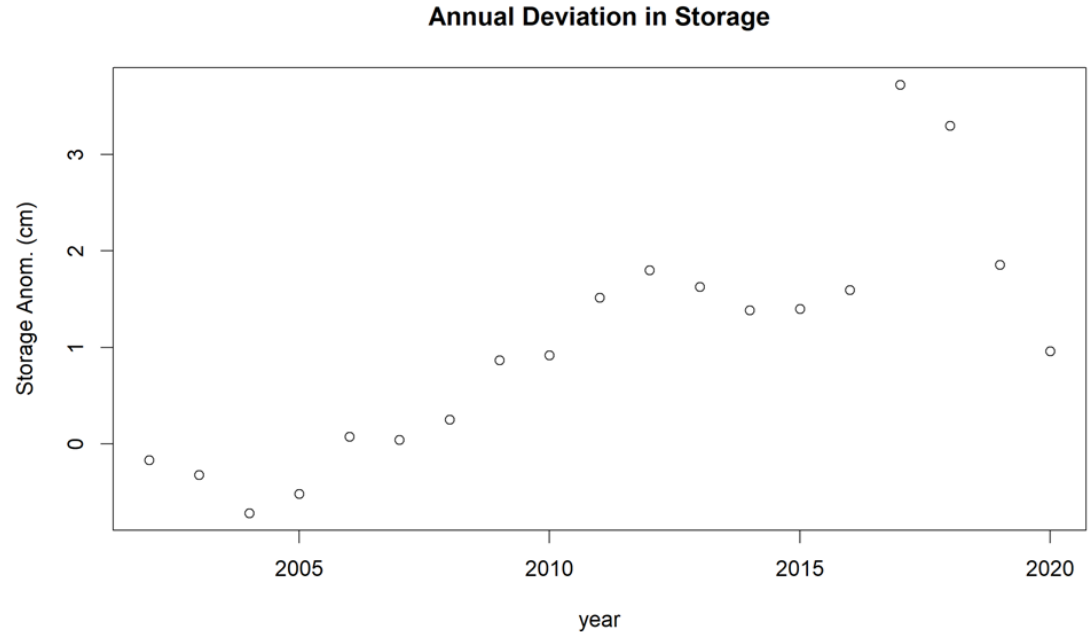 Annual Deviation in Storage
3
2
1
0
Storage Anom. (cm)
2005 2010 2015 2020
year